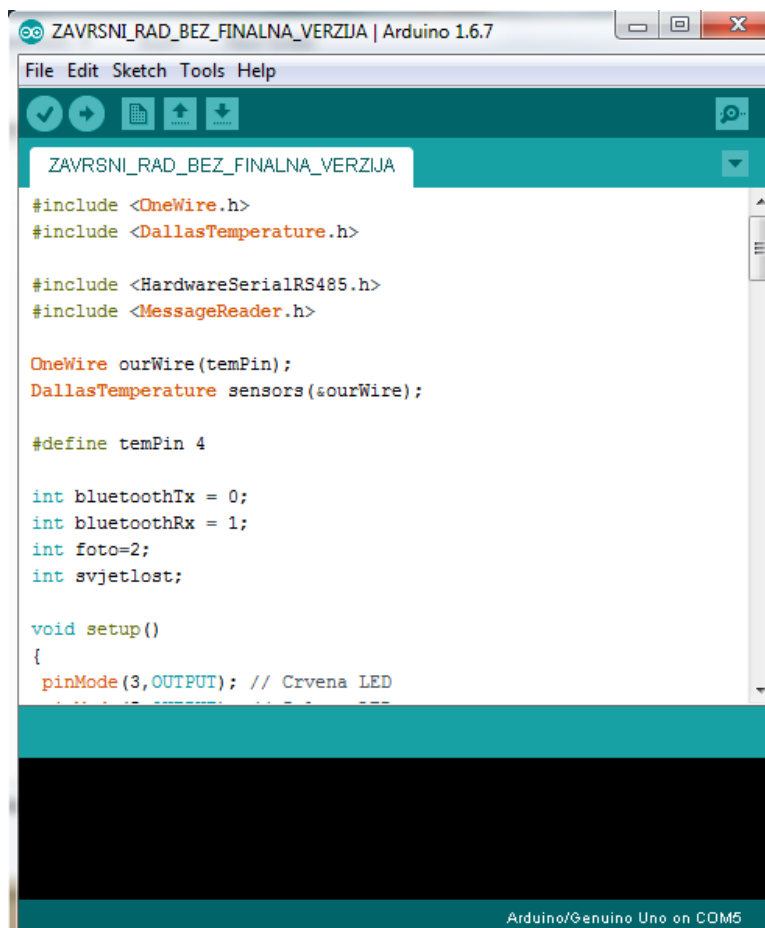 ZAVRSNI_RAD_BEZ_FINALNA_VERZIJA | Arduino 1.6.7
File Edit Sketch Tools Help
ZAVRSNI_RAD_BEZ_FINALNA_VERZIJA
#include <OneWire.h>
#include <DallasTemperature.h>
#include <HardwareSerialRS485.h>
#include <MessageReader.h>
OneWire ourWire(temPin);
DallasTemperature sensors(&ourWire);
#define temPin 4
int bluetoothTx = 0;
int bluetoothRx = 1;
int foto=2;
int svjetlost;
void setup()
{
pinMode(3,OUTPUT); // Crvena LED
Arduino/Genuino Uno on COM5